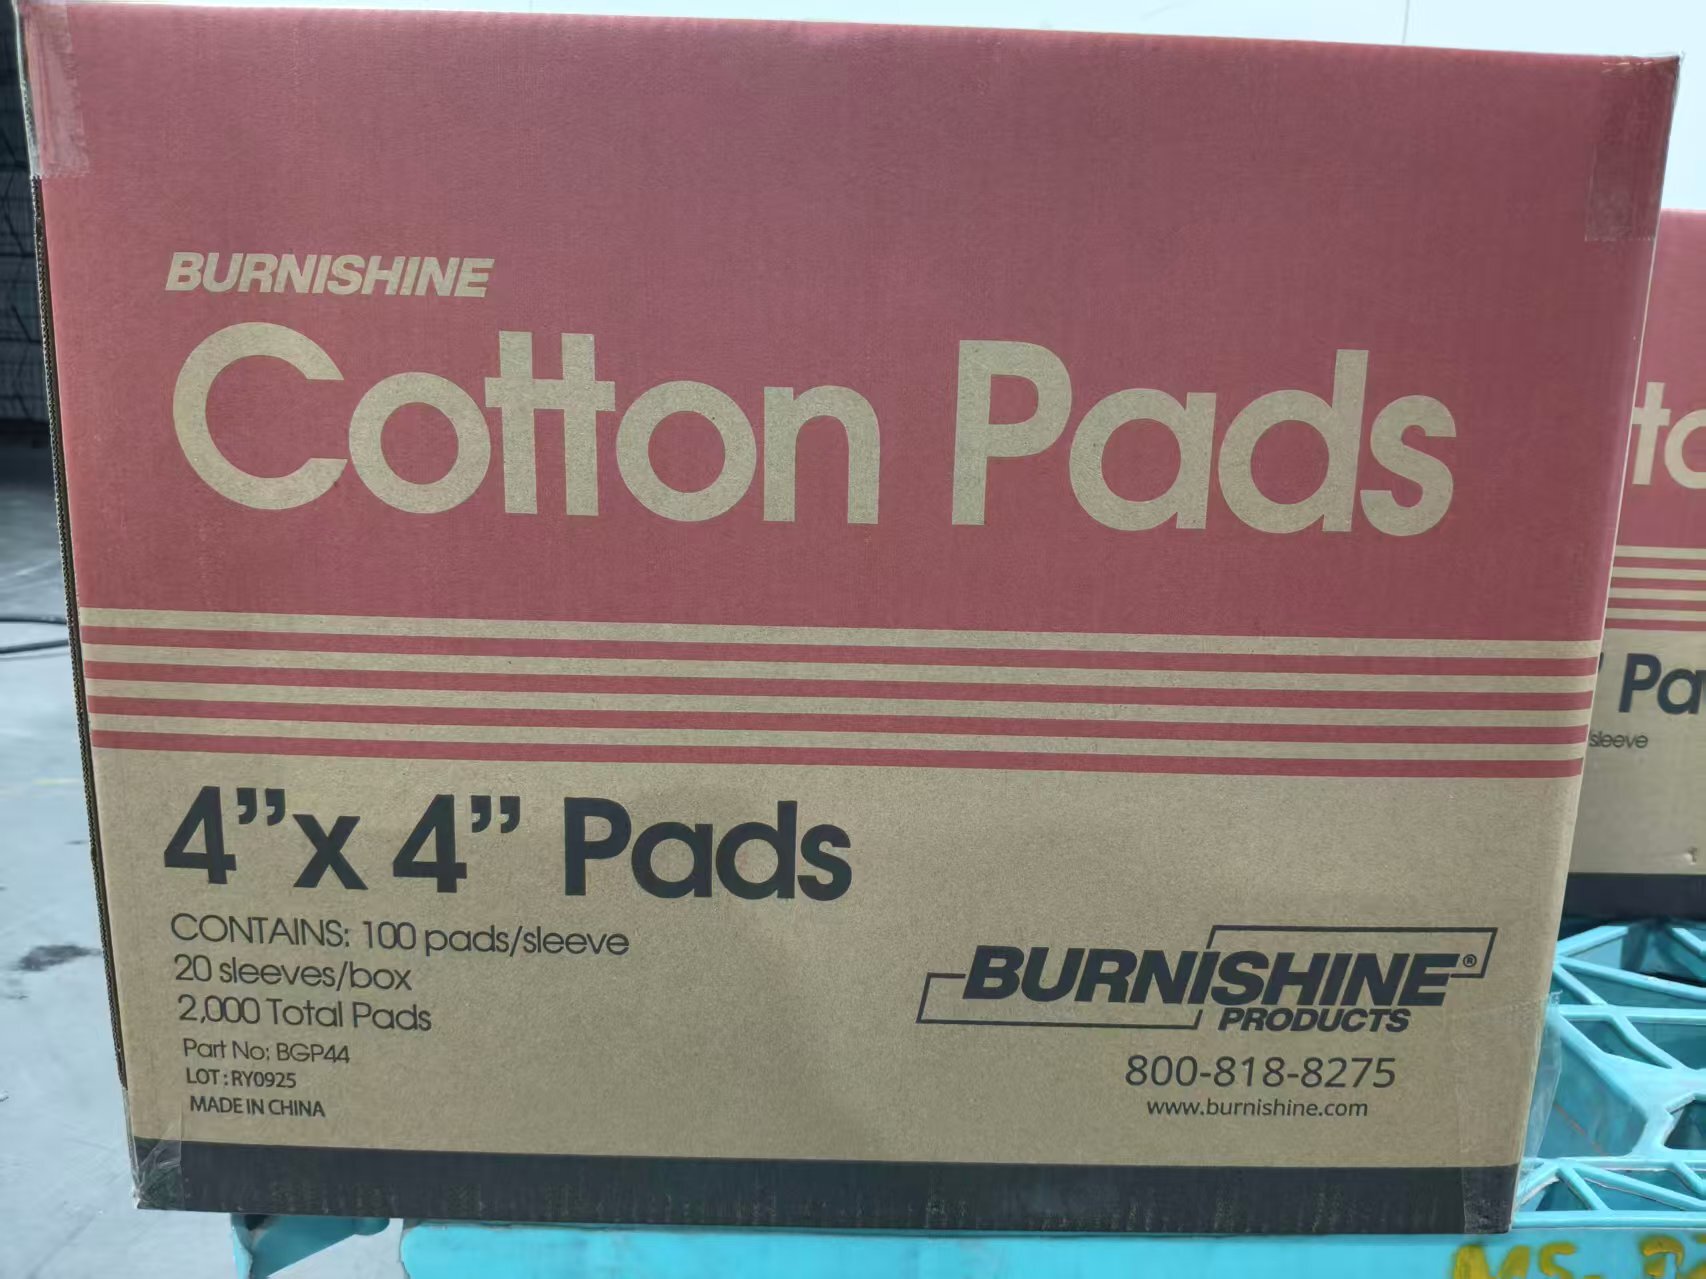 BURNISHINE
Cotton Pads
4”x 4” Pads
CONTAINS: 100 pads/sleeve
20 sleeves/box
2,000 Total Pads
Part No: BGP44
LOT : RY0925
MADE IN CHINA
BURNISHINE®
PRODUCTS
800-818-8275
www.burnishine.com
sleeve